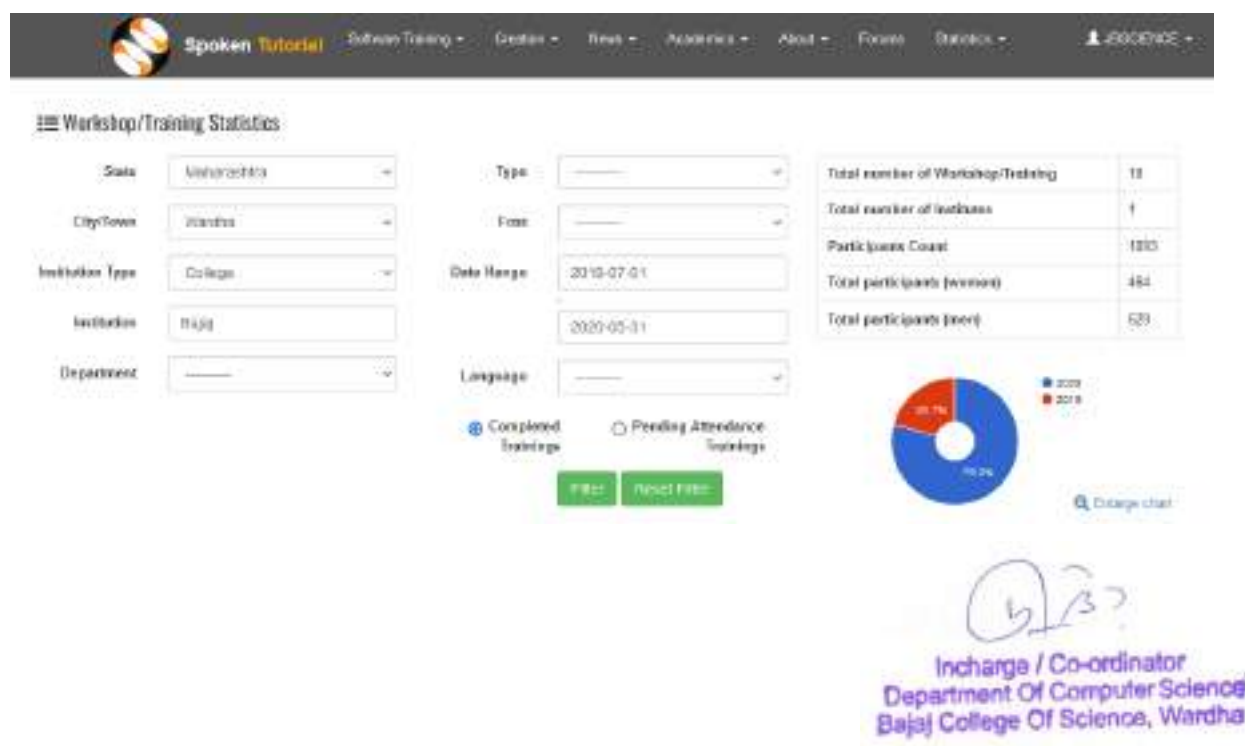 Spoken Tutorial Software Training Creation News Academics About Forums Statistics JBSCIENCE
Workshop/Training Statistics
State Maharashtra
City/Town Wardha
Institution Type College
Institution Bajaj
Department ---------
Type ---------
Foss ---------
Date Range 2019-07-01
2020-05-31
Language ---------
Completed Trainings
Pending Attendance Trainings
Filter Reset Filter
Total number of Workshop/Training
Total number of Institutes 1
Participants Count 1093
Total participants (women) 464
Total participants (men) 629
2020
2019
Enlarge chart
Incharge / Co-ordinator
Department Of Computer Science
Bajaj College Of Science, Wardha